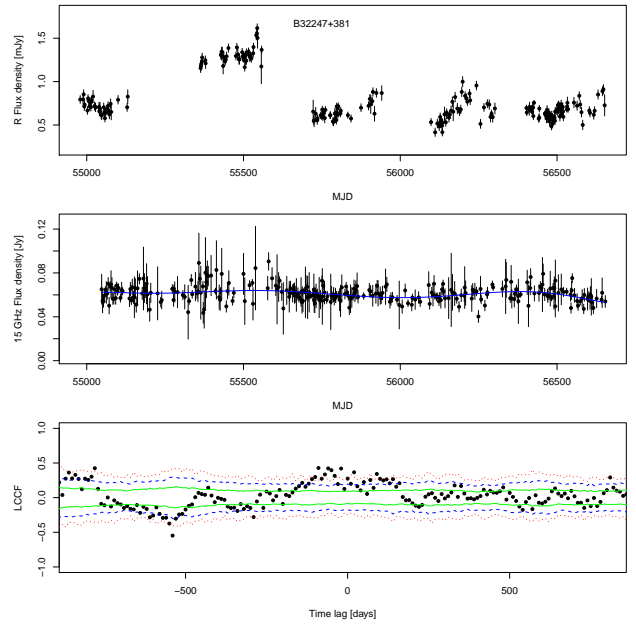 B32247+381
R Flux density [mJy]
0.5 1.0 1.5
55000 55500 56000 56500
MJD
15 GHz Flux density [Jy]
0.00 0.04 0.08 0.12
55000 55500 56000 56500
MJD
LCCF
−1.0 −0.5 0.0 0.5 1.0
−500 0 500
Time lag [days]